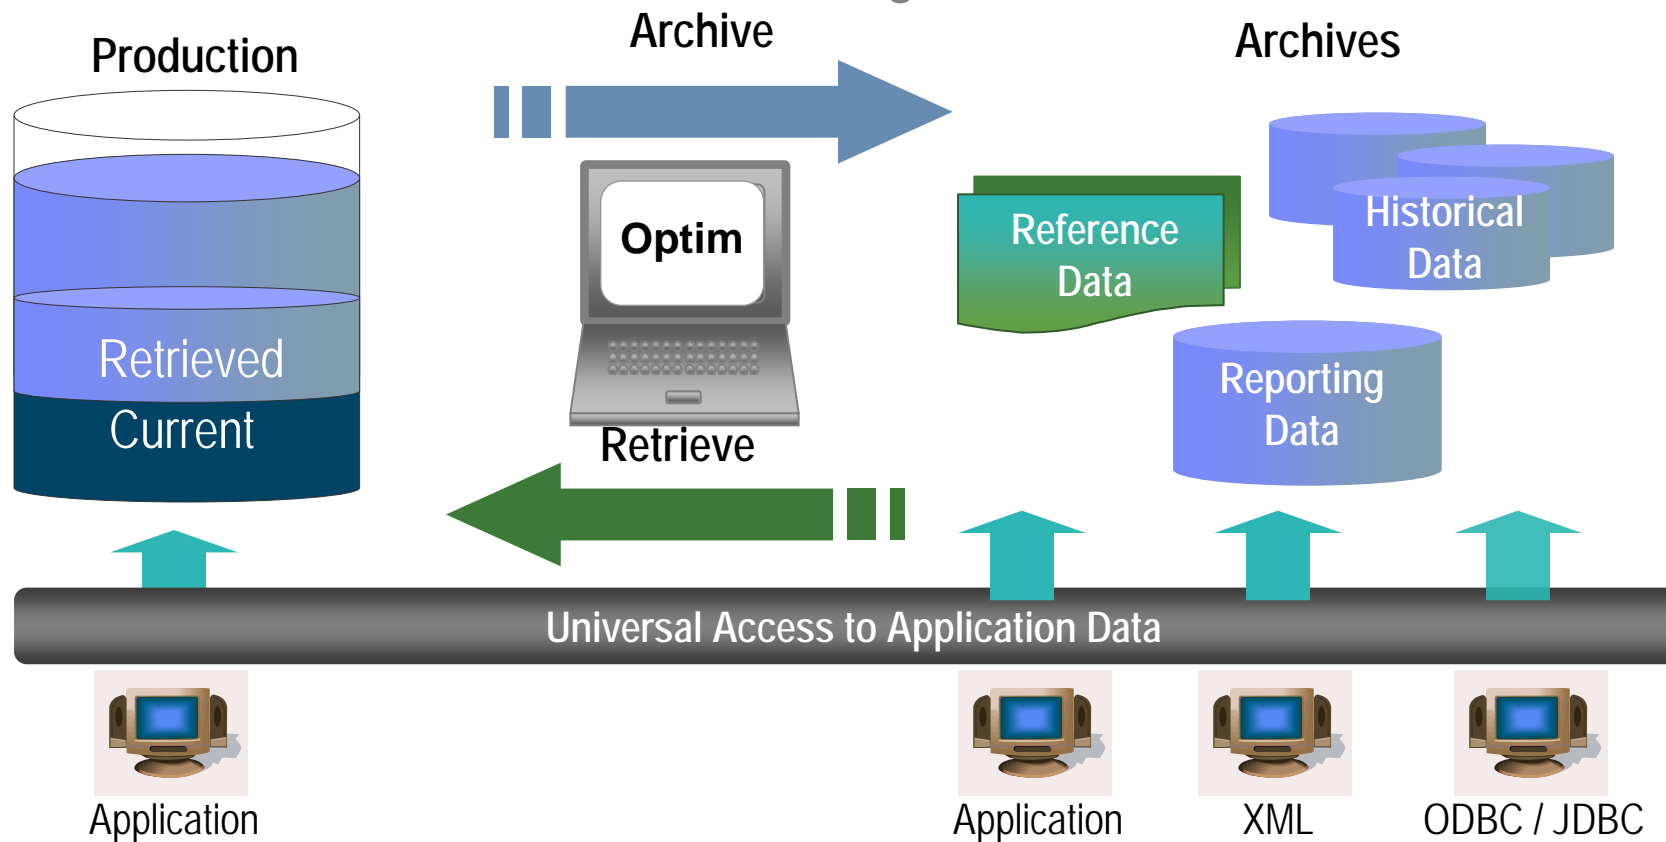 Archive
Production
Archives
Optim
Reference
Data
Historical
Data
Retrieved
Current
Reporting
Data
Retrieve
Universal Access to Application Data
Application
Application
XML
ODBC / JDBC